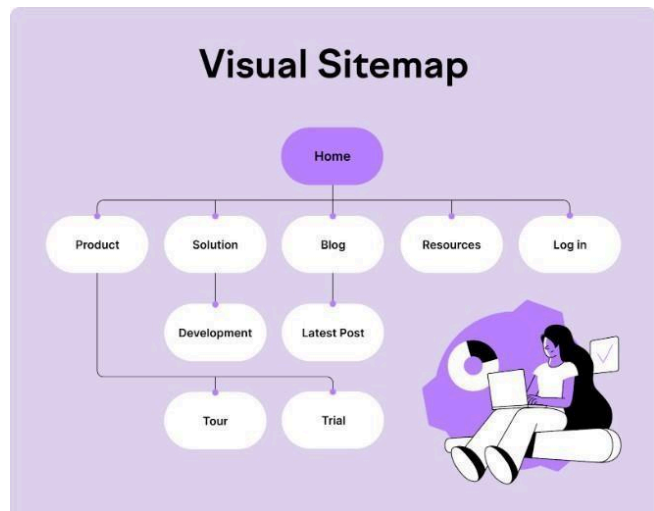 Visual Sitemap
Home
Product
Solution
Blog
Resources
Log in
Development
Latest Post
Tour
Trial